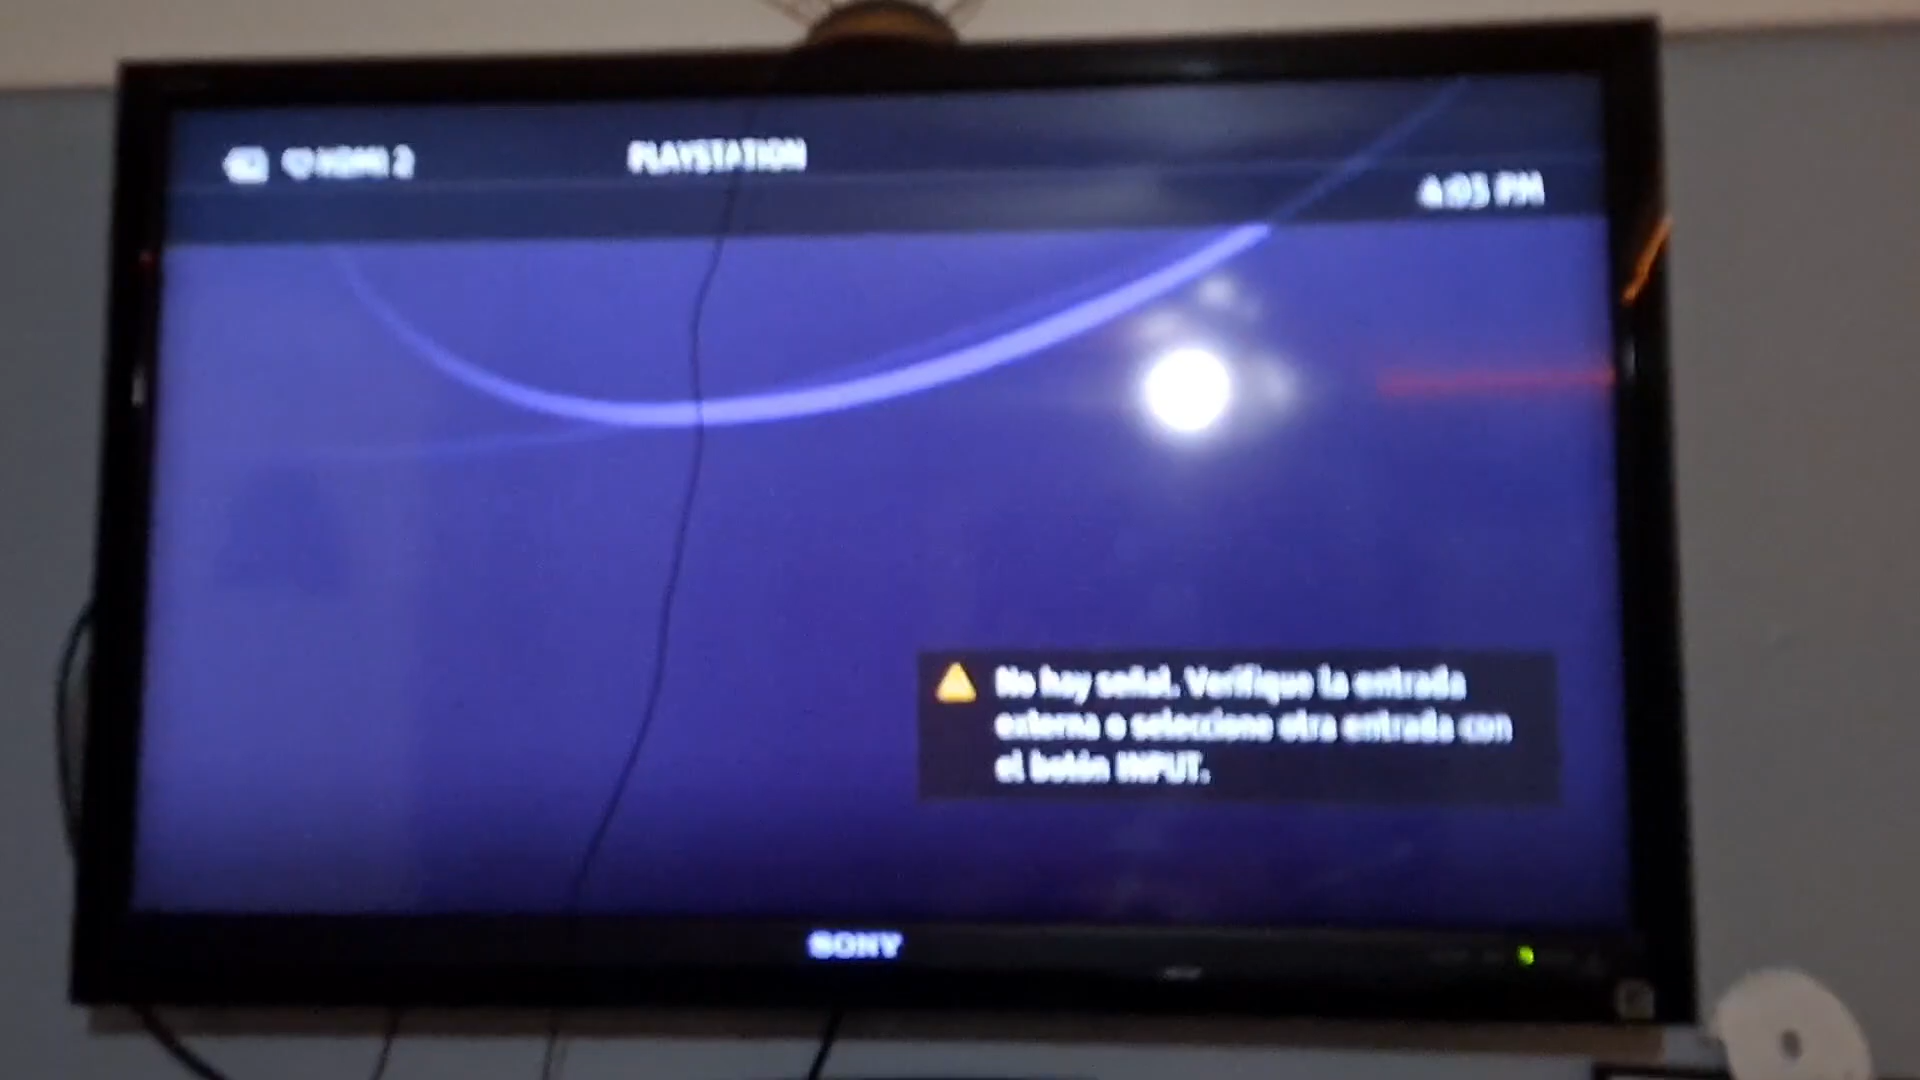 HDMI 2
PLAYSTATION
4:05 PM
No hay señal. Verifique la entrada
externa o seleccione otra entrada con
el botón INPUT.
SONY